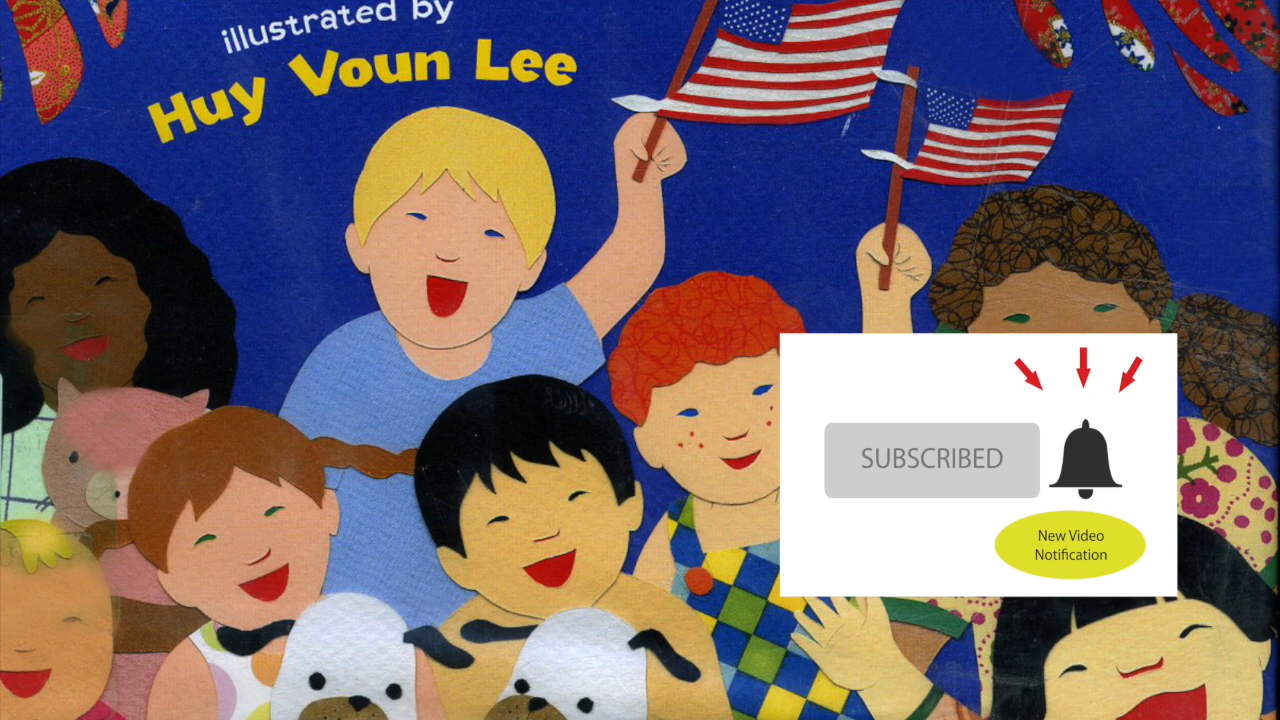 illustrated by
Huy Voun Lee
SUBSCRIBED
New Video
Notification